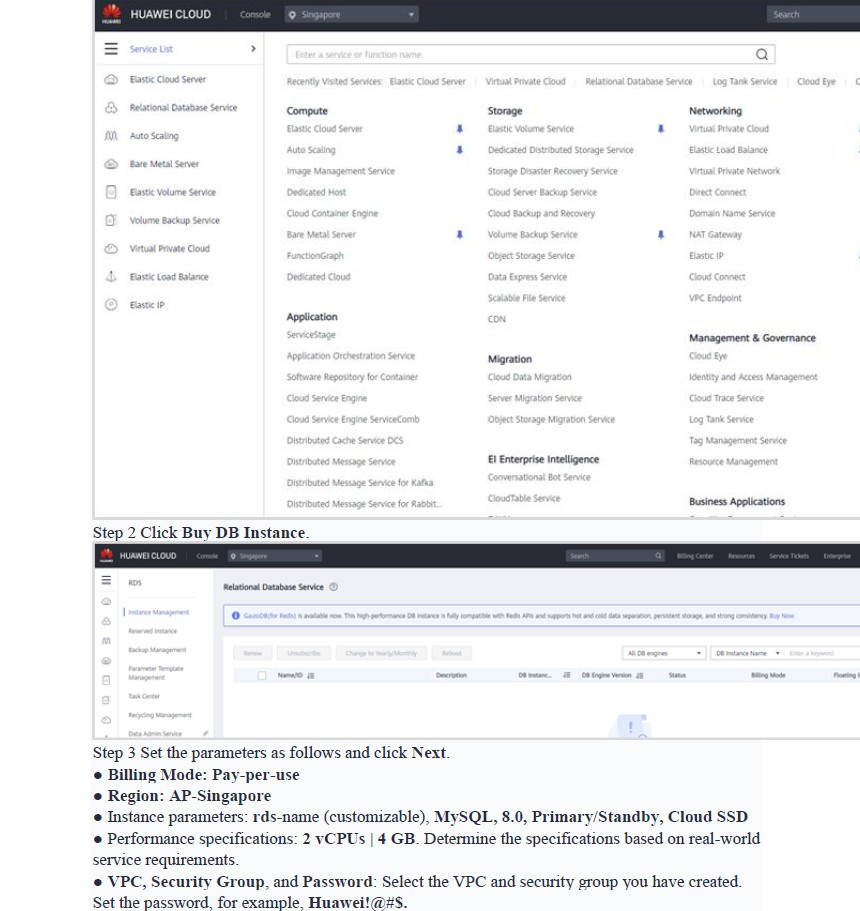 HUAWEI
HUAWEI CLOUD Console Singapore Search
Service List
Elastic Cloud Server
Relational Database Service
Auto Scaling
Bare Metal Server
Elastic Volume Service
Volume Backup Service
Virtual Private Cloud
Elastic Load Balance
Elastic IP
Enter a service or function name.
Recently Visited Services: Elastic Cloud Server Virtual Private Cloud Relational Database Service Log Tank Service Cloud Eye
Compute
Elastic Cloud Server
Auto Scaling
Image Management Service
Dedicated Host
Cloud Container Engine
Bare Metal Server
FunctionGraph
Dedicated Cloud
Application
ServiceStage
Application Orchestration Service
Software Repository for Container
Cloud Service Engine
Cloud Service Engine ServiceComb
Distributed Cache Service DCS
Distributed Message Service
Distributed Message Service for Kafka
Distributed Message Service for Rabbit...
Storage
Elastic Volume Service
Dedicated Distributed Storage Service
Storage Disaster Recovery Service
Cloud Server Backup Service
Cloud Backup and Recovery
Volume Backup Service
Object Storage Service
Data Express Service
Scalable File Service
CDN
Migration
Cloud Data Migration
Server Migration Service
Object Storage Migration Service
EI Enterprise Intelligence
Conversational Bot Service
CloudTable Service
Networking
Virtual Private Cloud
Elastic Load Balance
Virtual Private Network
Direct Connect
Domain Name Service
NAT Gateway
Elastic IP
Cloud Connect
VPC Endpoint
Management & Governance
Cloud Eye
Identity and Access Management
Cloud Trace Service
Log Tank Service
Tag Management Service
Resource Management
Business Applications
Step 2 Click Buy DB Instance.
HUAWEI CLOUD Console Singapore Search Billing Center Resources Service Tickets Enterprise
RDS
Instance Management
Reserved Instance
Backup Management
Parameter Template
Management
Task Center
Recycling Management
Data Admin Service
Relational Database Service
GaussDB(for Redis) is available now. This high-performance DB instance is fully compatible with Redis APIs and supports hot and cold data separation, persistent storage, and strong consistency. Buy Now
Renew Unsubscribe Change to Yearly/Monthly Reboot All DB engines DB Instance Name Enter a keyword.
Name/ID Description DB Instanc... DB Engine Version Status Billing Mode Floating I
Step 3 Set the parameters as follows and click Next.
● Billing Mode: Pay-per-use
● Region: AP-Singapore
● Instance parameters: rds-name (customizable), MySQL, 8.0, Primary/Standby, Cloud SSD
● Performance specifications: 2 vCPUs | 4 GB. Determine the specifications based on real-world
service requirements.
● VPC, Security Group, and Password: Select the VPC and security group you have created.
Set the password, for example, Huawei!@#$.